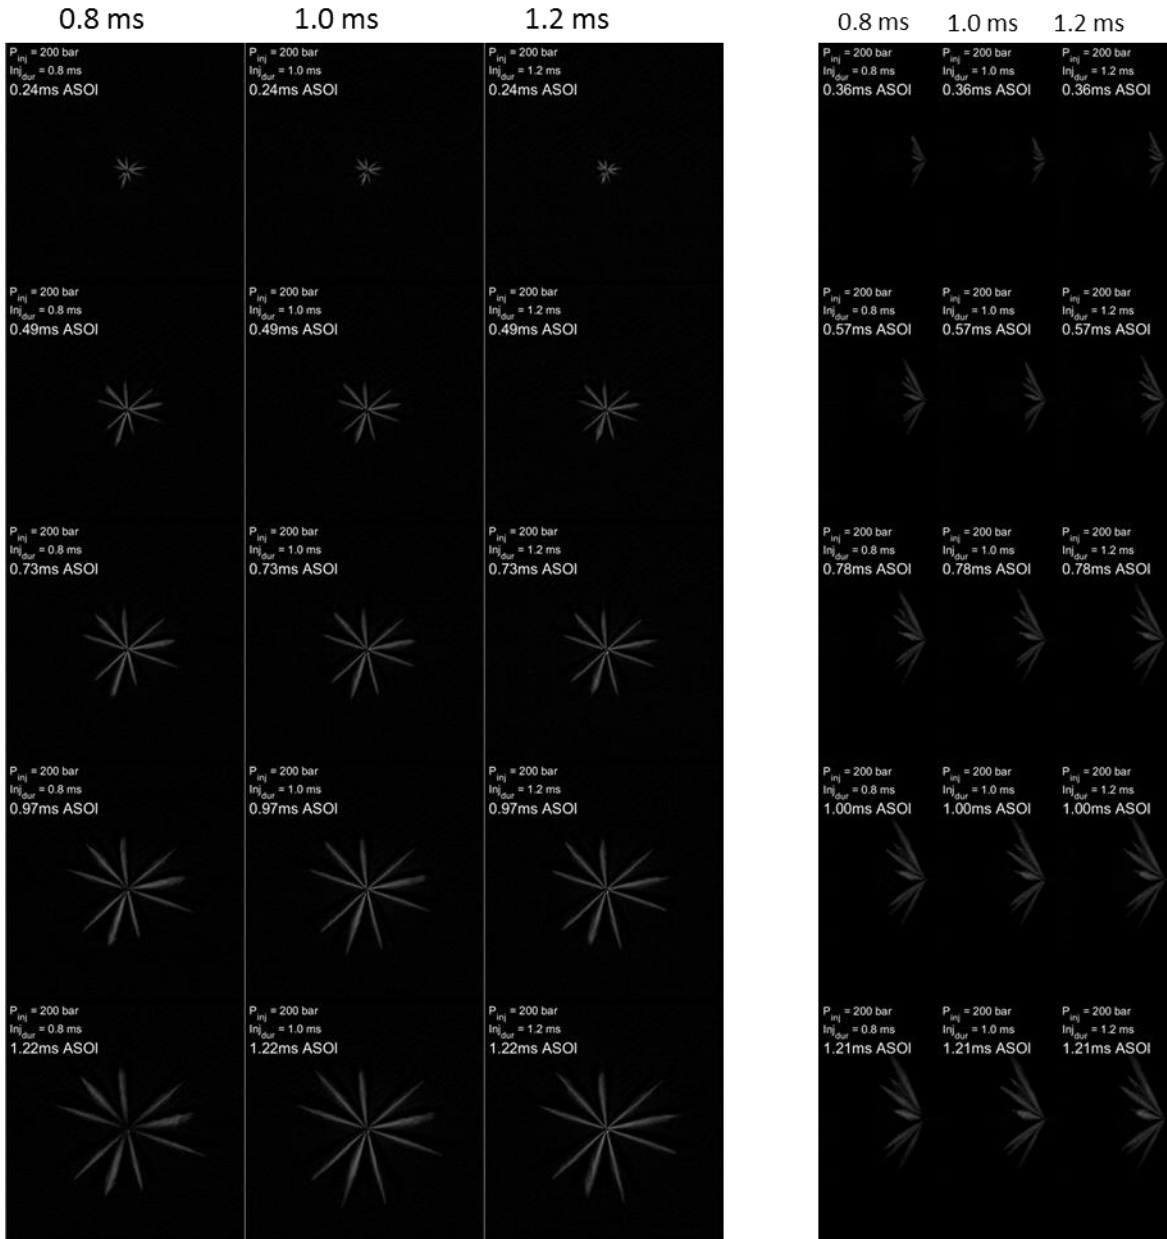 0.8 ms 1.0 ms 1.2 ms
0.8 ms 1.0 ms 1.2 ms
P_inj = 200 bar P_inj = 200 bar P_inj = 200 bar
Inj_dur = 0.8 ms Inj_dur = 1.0 ms Inj_dur = 1.2 ms
0.24ms ASOI 0.24ms ASOI 0.24ms ASOI
P_inj = 200 bar P_inj = 200 bar P_inj = 200 bar
Inj_dur = 0.8 ms Inj_dur = 1.0 ms Inj_dur = 1.2 ms
0.36ms ASOI 0.36ms ASOI 0.36ms ASOI
P_inj = 200 bar P_inj = 200 bar P_inj = 200 bar
Inj_dur = 0.8 ms Inj_dur = 1.0 ms Inj_dur = 1.2 ms
0.49ms ASOI 0.49ms ASOI 0.49ms ASOI
P_inj = 200 bar P_inj = 200 bar P_inj = 200 bar
Inj_dur = 0.8 ms Inj_dur = 1.0 ms Inj_dur = 1.2 ms
0.57ms ASOI 0.57ms ASOI 0.57ms ASOI
P_inj = 200 bar P_inj = 200 bar P_inj = 200 bar
Inj_dur = 0.8 ms Inj_dur = 1.0 ms Inj_dur = 1.2 ms
0.73ms ASOI 0.73ms ASOI 0.73ms ASOI
P_inj = 200 bar P_inj = 200 bar P_inj = 200 bar
Inj_dur = 0.8 ms Inj_dur = 1.0 ms Inj_dur = 1.2 ms
0.78ms ASOI 0.78ms ASOI 0.78ms ASOI
P_inj = 200 bar P_inj = 200 bar P_inj = 200 bar
Inj_dur = 0.8 ms Inj_dur = 1.0 ms Inj_dur = 1.2 ms
0.97ms ASOI 0.97ms ASOI 0.97ms ASOI
P_inj = 200 bar P_inj = 200 bar P_inj = 200 bar
Inj_dur = 0.8 ms Inj_dur = 1.0 ms Inj_dur = 1.2 ms
1.00ms ASOI 1.00ms ASOI 1.00ms ASOI
P_inj = 200 bar P_inj = 200 bar P_inj = 200 bar
Inj_dur = 0.8 ms Inj_dur = 1.0 ms Inj_dur = 1.2 ms
1.22ms ASOI 1.22ms ASOI 1.22ms ASOI
P_inj = 200 bar P_inj = 200 bar P_inj = 200 bar
Inj_dur = 0.8 ms Inj_dur = 1.0 ms Inj_dur = 1.2 ms
1.21ms ASOI 1.21ms ASOI 1.21ms ASOI